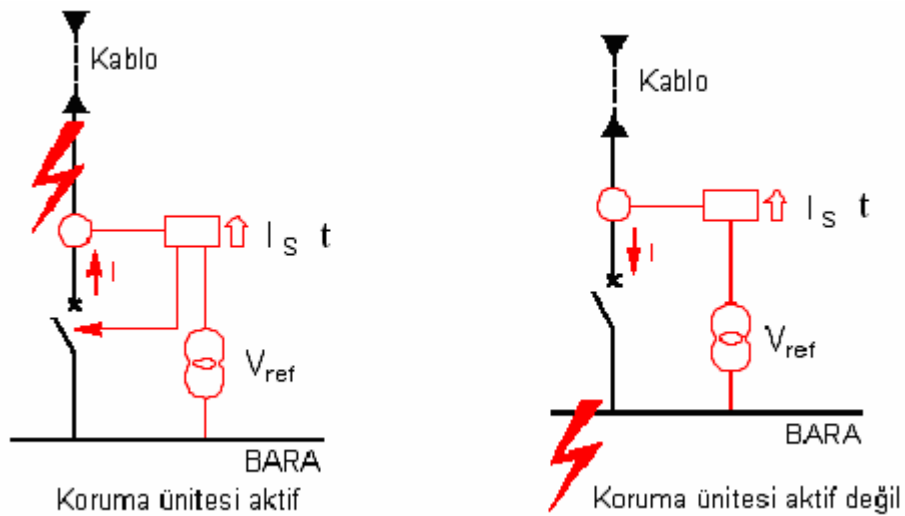 Kablo
I
I S t
V ref
BARA
Koruma ünitesi aktif
Kablo
I
I S t
V ref
BARA
Koruma ünitesi aktif değil